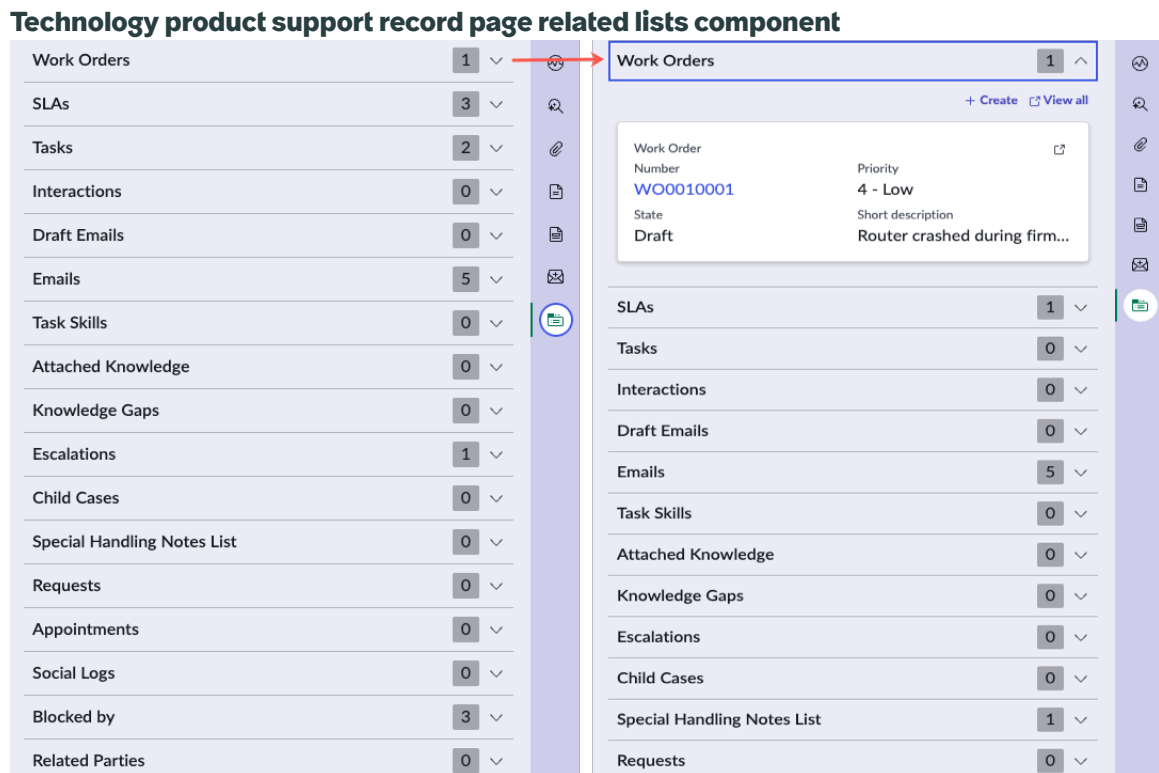 Technology product support record page related lists component
Work Orders 1
SLAs 3
Tasks 2
Interactions 0
Draft Emails 0
Emails 5
Task Skills 0
Attached Knowledge 0
Knowledge Gaps 0
Escalations 1
Child Cases 0
Special Handling Notes List 0
Requests 0
Appointments 0
Social Logs 0
Blocked by 3
Related Parties 0
Work Orders 1
+ Create View all
Work Order
Number Priority
WO0010001 4 - Low
State Short description
Draft Router crashed during firm...
SLAs 1
Tasks 0
Interactions 0
Draft Emails 0
Emails 5
Task Skills 0
Attached Knowledge 0
Knowledge Gaps 0
Escalations 0
Child Cases 0
Special Handling Notes List 1
Requests 0